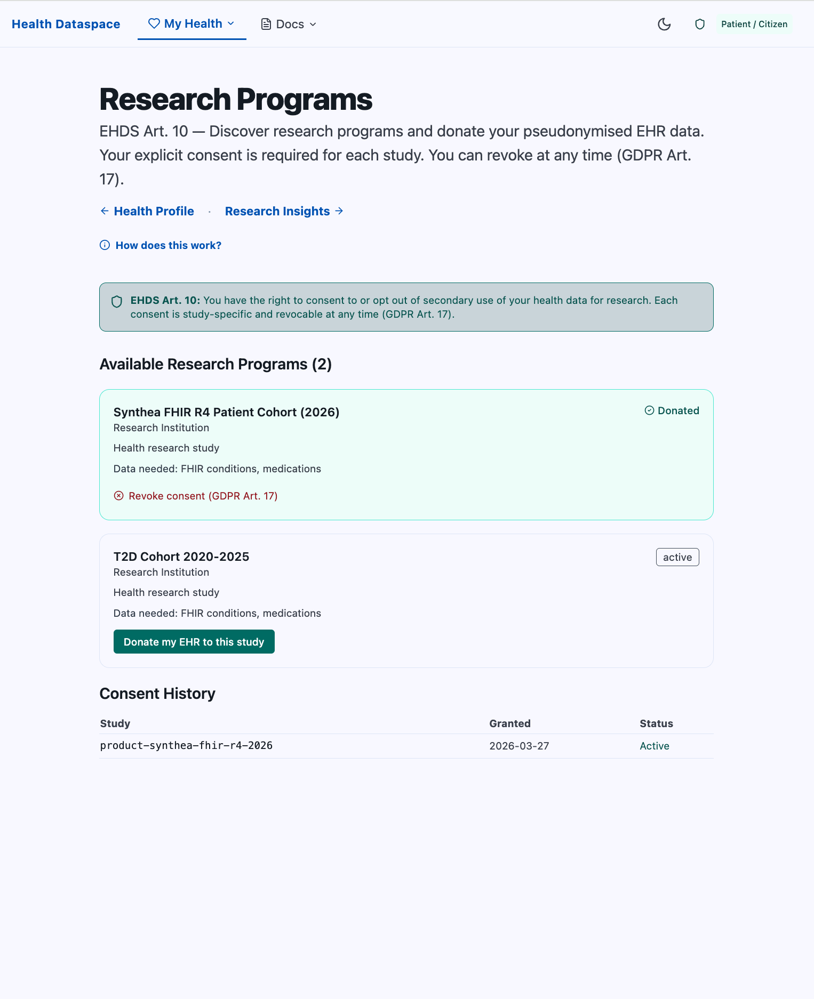 Health Dataspace
My Health
Docs
Patient / Citizen
Research Programs
EHDS Art. 10 — Discover research programs and donate your pseudonymised EHR data.
Your explicit consent is required for each study. You can revoke at any time (GDPR Art.
17).
← Health Profile · Research Insights →
How does this work?
EHDS Art. 10: You have the right to consent to or opt out of secondary use of your health data for research. Each
consent is study-specific and revocable at any time (GDPR Art. 17).
Available Research Programs (2)
Synthea FHIR R4 Patient Cohort (2026)
Donated
Research Institution
Health research study
Data needed: FHIR conditions, medications
Revoke consent (GDPR Art. 17)
T2D Cohort 2020-2025
active
Research Institution
Health research study
Data needed: FHIR conditions, medications
Donate my EHR to this study
Consent History
Study Granted Status
product-synthea-fhir-r4-2026 2026-03-27 Active